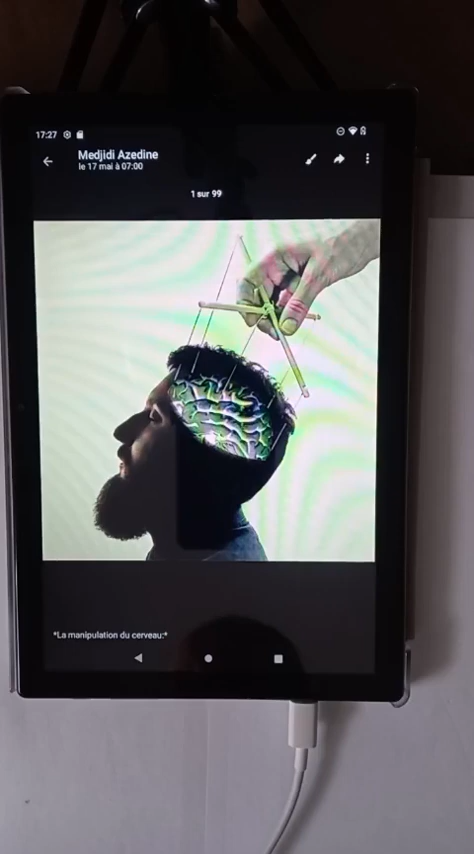 17:27
Medjidi Azedine
le 17 mai à 07:00
1 sur 99
*La manipulation du cerveau:*